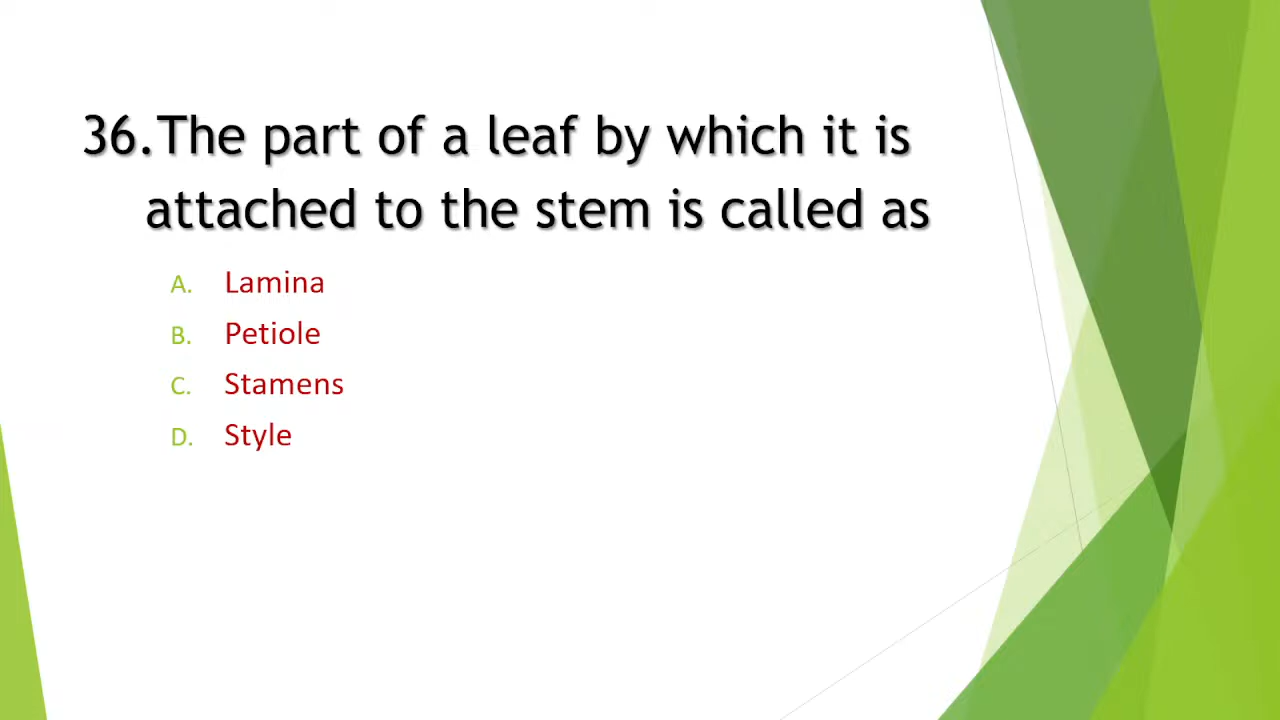 36.The part of a leaf by which it is
attached to the stem is called as
A. Lamina
B. Petiole
C. Stamens
D. Style